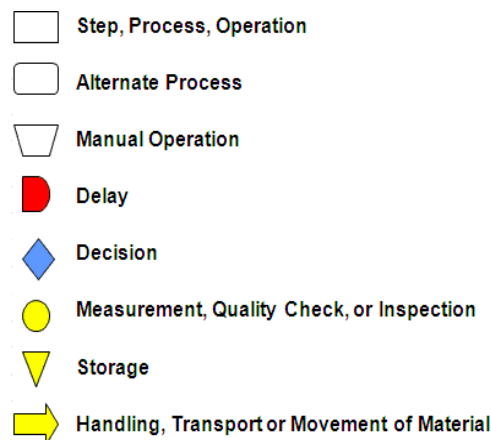 Step, Process, Operation
Alternate Process
Manual Operation
Delay
Decision
Measurement, Quality Check, or Inspection
Storage
Handling, Transport or Movement of Material